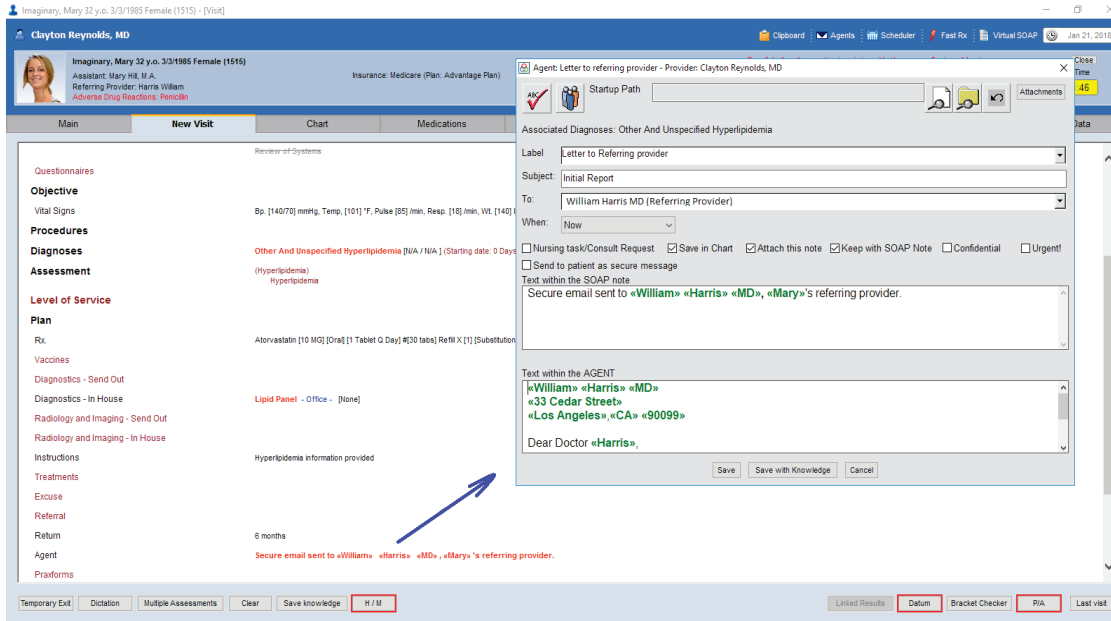 Imaginary, Mary 32 y.o. 3/3/1985 Female (1515) - [Visit]
Clayton Reynolds, MD
Clipboard Agents Scheduler Fast Rx Virtual SOAP Jan 21, 2018
Imaginary, Mary 32 y.o. 3/3/1985 Female (1515)
Assistant: Mary Hill, M.A.
Referring Provider: Harris William
Adverse Drug Reactions: Penicillin
Insurance: Medicare (Plan: Advantage Plan)
Close
Time
:46
Main New Visit Chart Medications Data
Review of Systems
Questionnaires
Objective
Vital Signs Bp. [140/70] mmHg, Temp, [101] °F, Pulse [85] /min, Resp. [18] /min, Wt. [140]
Procedures
Diagnoses Other And Unspecified Hyperlipidemia [N/A / N/A ] (Starting date: 0 Days
Assessment (Hyperlipidemia)
Hyperlipidemia
Level of Service
Plan
Rx. Atorvastatin [10 MG] [Oral] [1 Tablet Q Day] #[30 tabs] Refill X [1] [Substitution
Vaccines
Diagnostics - Send Out
Diagnostics - In House Lipid Panel - Office - [None]
Radiology and Imaging - Send Out
Radiology and Imaging - In House
Instructions Hyperlipidemia information provided
Treatments
Excuse
Referral
Return 6 months
Agent Secure email sent to «William» «Harris» «MD» , «Mary» 's referring provider.
Praxforms
Temporary Exit Dictation Multiple Assessments Clear Save knowledge H / M Linked Results Datum Bracket Checker P/A Last visit
Agent: Letter to referring provider - Provider: Clayton Reynolds, MD
ABC Startup Path Attachments
Associated Diagnoses: Other And Unspecified Hyperlipidemia
Label Letter to Referring provider
Subject: Initial Report
To: William Harris MD (Referring Provider)
When: Now
Nursing task/Consult Request Save in Chart Attach this note Keep with SOAP Note Confidential Urgent!
Send to patient as secure message
Text within the SOAP note
Secure email sent to «William» «Harris» «MD», «Mary»'s referring provider.
Text within the AGENT
«William» «Harris» «MD»
«33 Cedar Street»
«Los Angeles»,«CA» «90099»
Dear Doctor «Harris»,
Save Save with Knowledge Cancel